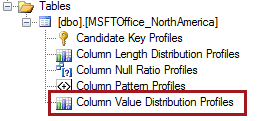 Tables
[dbo].[MSFTOffice_NorthAmerica]
Candidate Key Profiles
Column Length Distribution Profiles
Column Null Ratio Profiles
Column Pattern Profiles
Column Value Distribution Profiles